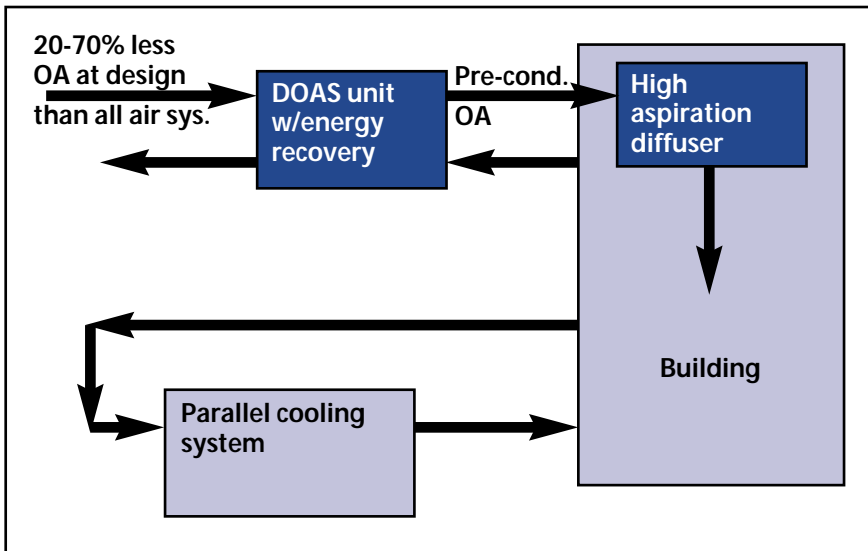 20-70% less
OA at design
than all air sys.
DOAS unit
w/energy
recovery
Pre-cond.
OA
High
aspiration
diffuser
Building
Parallel cooling
system